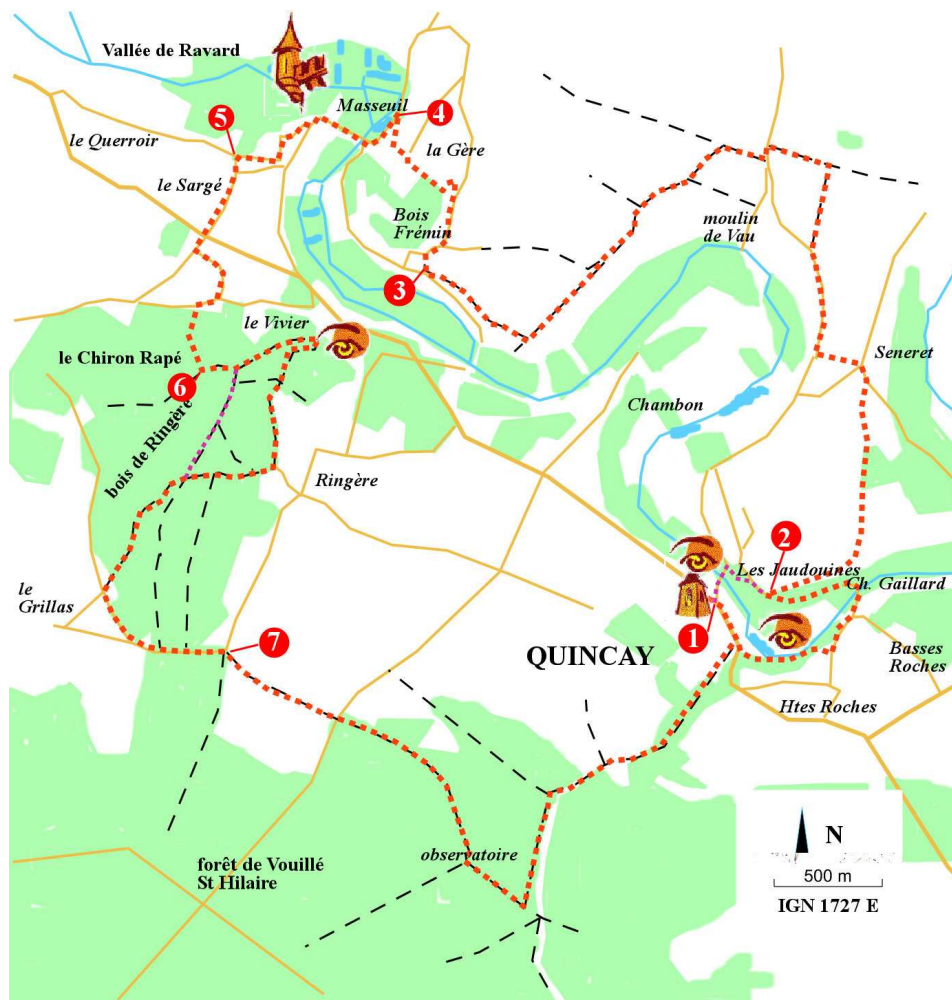 Vallée de Ravard
Masseuil
5
4
le Querroir
la Gère
le Sargé
Bois
Frémin
moulin
de Vau
3
le Vivier
le Chiron Rapé
6
Seneret
Chambon
bois de Ringère
Ringère
2
Les Jaudouines
Ch. Gaillard
le
Grillas
1
7
QUINCAY
Basses
Roches
Htes Roches
N
500 m
IGN 1727 E
observatoire
forêt de Vouillé
St Hilaire